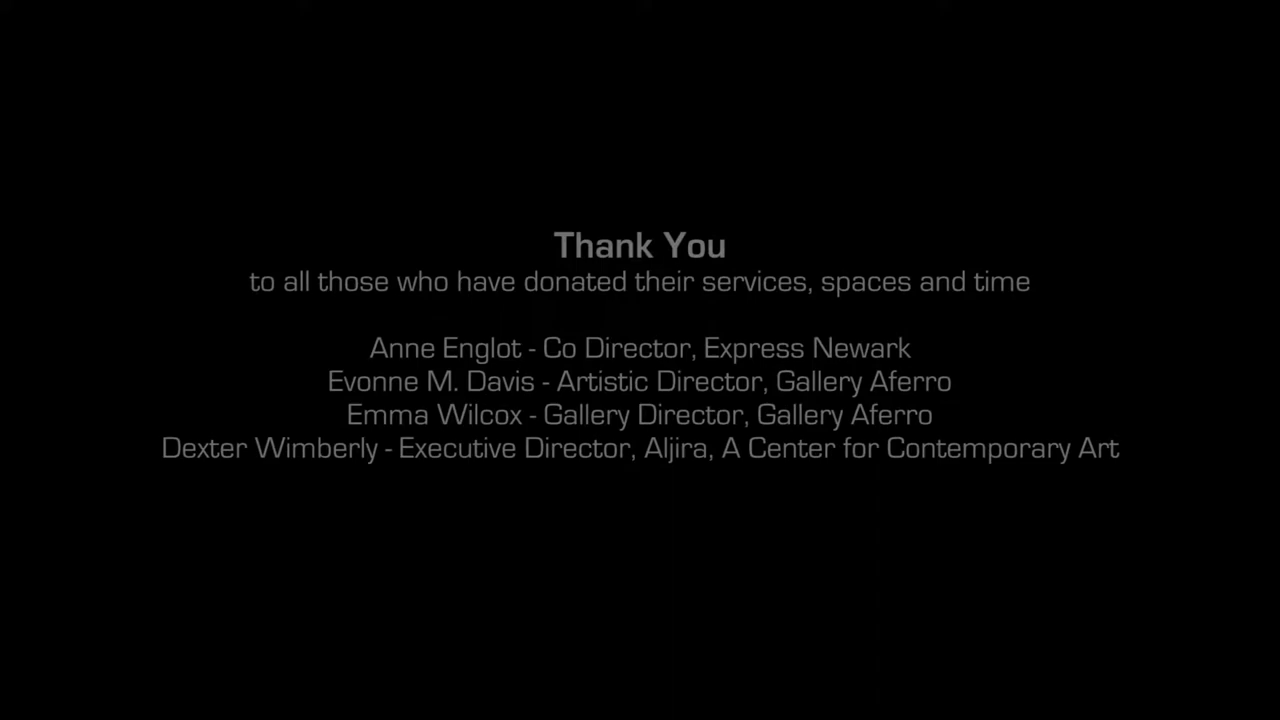 Thank You
to all those who have donated their services, spaces and time
Anne Englot - Co Director, Express Newark
Evonne M. Davis - Artistic Director, Gallery Aferro
Emma Wilcox - Gallery Director, Gallery Aferro
Dexter Wimberly - Executive Director, Aljira, A Center for Contemporary Art